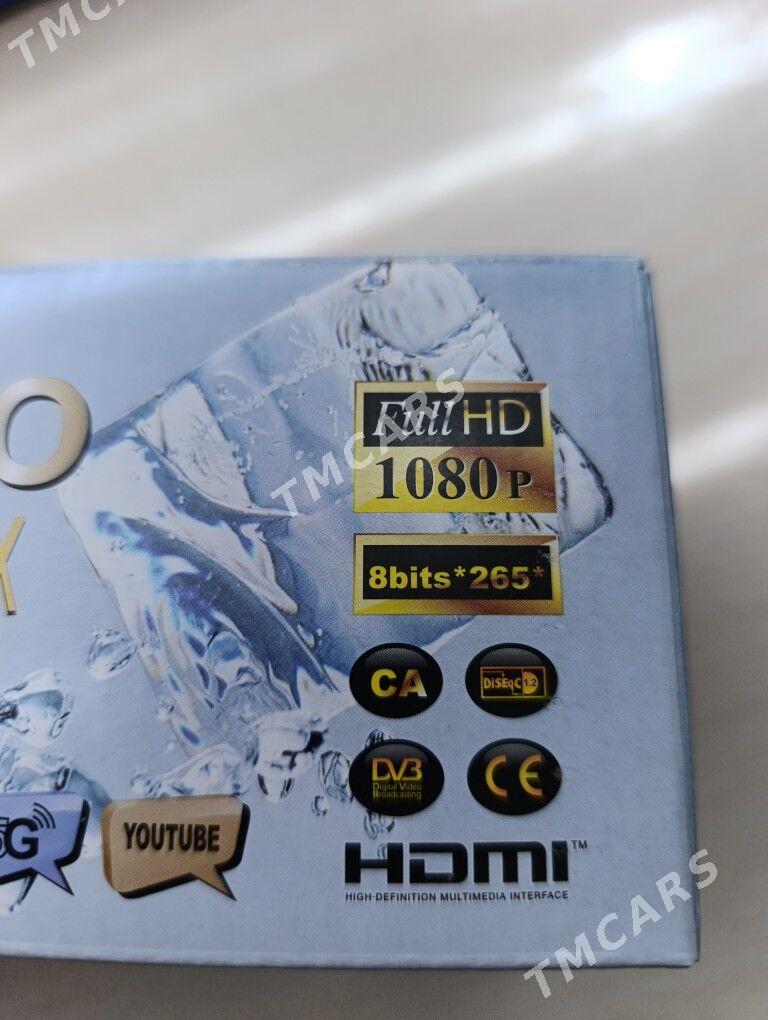 TMCARS
O
Full HD
1080P
TMCARS
Y
8bits*265*
CA
DiSEqC 1.2
DVB
Digital Video
Broadcasting
CE
5G
YOUTUBE
HDMI™
HIGH-DEFINITION MULTIMEDIA INTERFACE
TMCARS